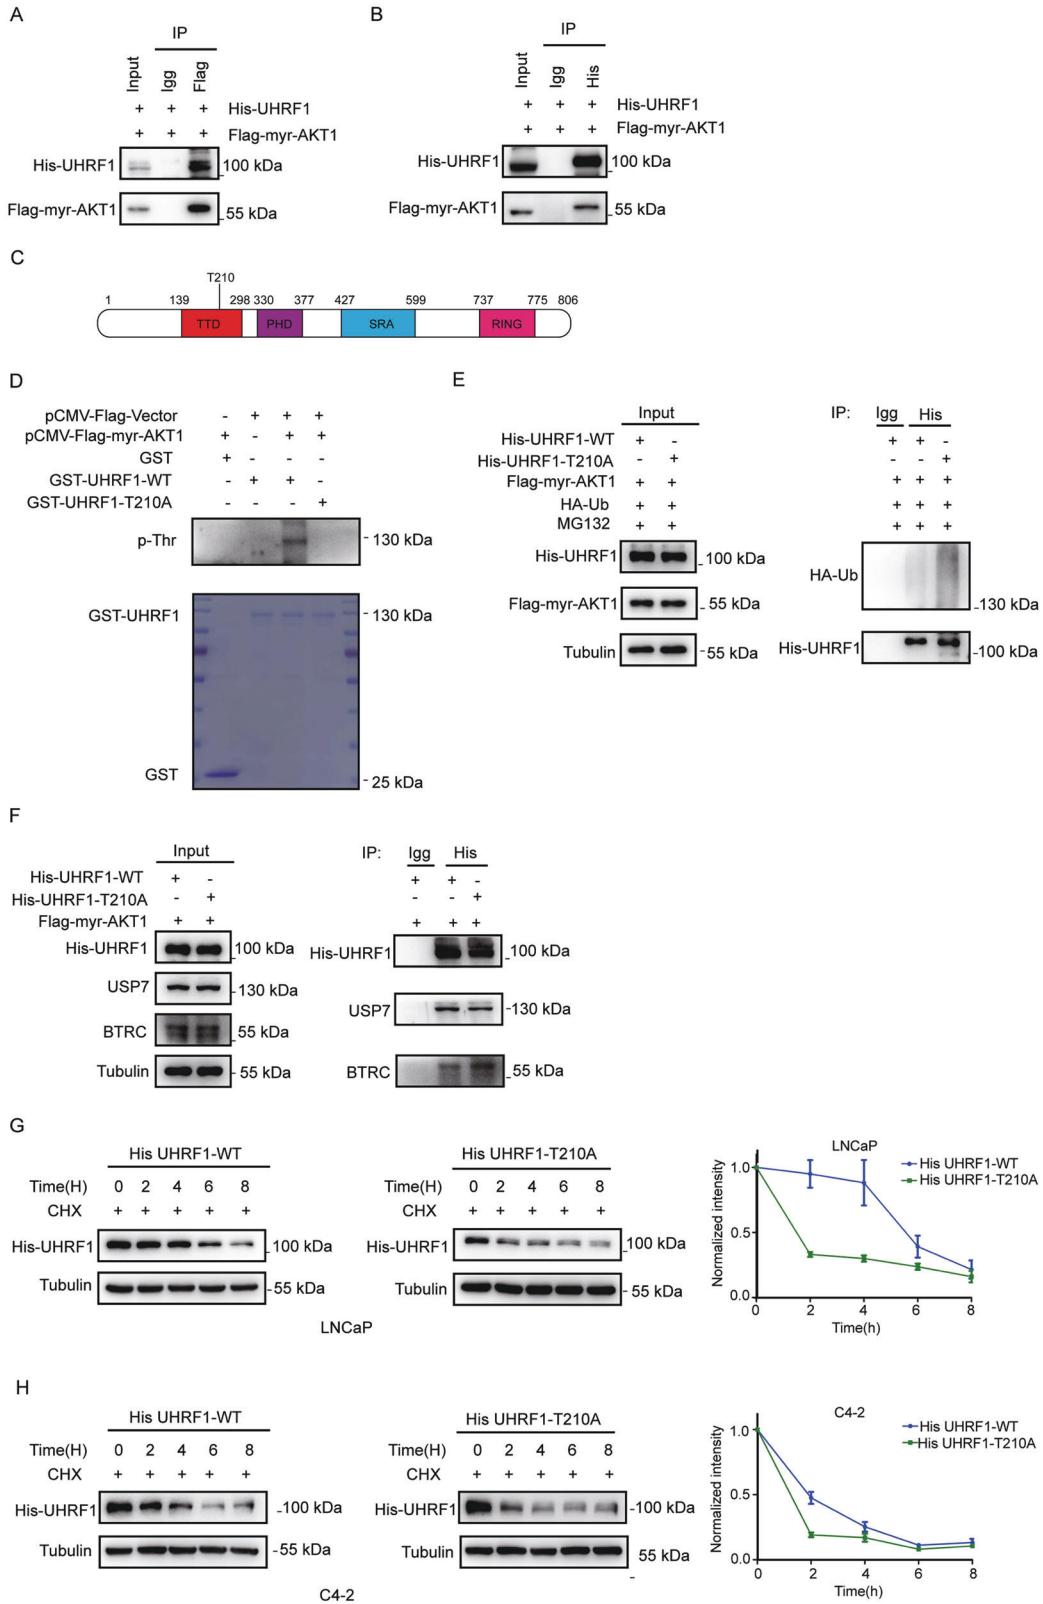 A
IP
Input
Igg
Flag
+ + + His-UHRF1
+ + + Flag-myr-AKT1
His-UHRF1
100 kDa
Flag-myr-AKT1
55 kDa
B
IP
Input
Igg
His
+ + + His-UHRF1
+ + + Flag-myr-AKT1
His-UHRF1
100 kDa
Flag-myr-AKT1
55 kDa
C
T210
1 139 298 330 377 427 599 737 775 806
TTD PHD SRA RING
D
pCMV-Flag-Vector - + + +
pCMV-Flag-myr-AKT1 + - + +
GST + - - -
GST-UHRF1-WT - + + -
GST-UHRF1-T210A - - - +
p-Thr
- 130 kDa
GST-UHRF1
- 130 kDa
GST
- 25 kDa
E
Input
His-UHRF1-WT + -
His-UHRF1-T210A - +
Flag-myr-AKT1 + +
HA-Ub + +
MG132 + +
His-UHRF1
100 kDa
Flag-myr-AKT1
- 55 kDa
Tubulin
- 55 kDa
IP: Igg His
+ + -
- - +
+ + +
+ + +
+ + +
HA-Ub
-130 kDa
His-UHRF1
-100 kDa
F
Input
His-UHRF1-WT + -
His-UHRF1-T210A - +
Flag-myr-AKT1 + +
His-UHRF1
100 kDa
USP7
130 kDa
BTRC
55 kDa
Tubulin
- 55 kDa
IP: Igg His
+ + -
- - +
+ + +
His-UHRF1
100 kDa
USP7
-130 kDa
BTRC
55 kDa
G
His UHRF1-WT
Time(H) 0 2 4 6 8
CHX + + + + +
His-UHRF1
100 kDa
Tubulin
- 55 kDa
His UHRF1-T210A
Time(H) 0 2 4 6 8
CHX + + + + +
His-UHRF1
-100 kDa
Tubulin
- 55 kDa
LNCaP
LNCaP
His UHRF1-WT
His UHRF1-T210A
Normalized intensity
1.0
0.5
0.0
0 2 4 6 8
Time(h)
H
His UHRF1-WT
Time(H) 0 2 4 6 8
CHX + + + + +
His-UHRF1
-100 kDa
Tubulin
- 55 kDa
His UHRF1-T210A
Time(H) 0 2 4 6 8
CHX + + + + +
His-UHRF1
-100 kDa
Tubulin
55 kDa
C4-2
C4-2
His UHRF1-WT
His UHRF1-T210A
Normalized intensity
1.0
0.5
0.0
0 2 4 6 8
Time(h)